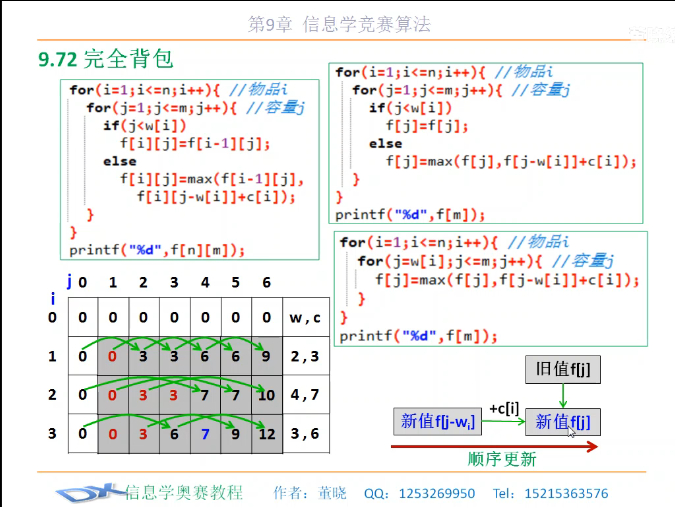 第9章 信息学竞赛算法
9.72 完全背包
for(i=1;i<=n;i++){ //物品i
for(j=1;j<=m;j++){ //容量j
if(j<w[i])
f[i][j]=f[i-1][j];
else
f[i][j]=max(f[i-1][j],
f[i][j-w[i]]+c[i]);
}
}
printf("%d",f[n][m]);
for(i=1;i<=n;i++){ //物品i
for(j=1;j<=m;j++){ //容量j
if(j<w[i])
f[j]=f[j];
else
f[j]=max(f[j],f[j-w[i]]+c[i]);
}
}
printf("%d",f[m]);
for(i=1;i<=n;i++){ //物品i
for(j=w[i];j<=m;j++){ //容量j
f[j]=max(f[j],f[j-w[i]]+c[i]);
}
}
printf("%d",f[m]);
j 0 1 2 3 4 5 6
i
0 0 0 0 0 0 0 0 w,c
1 0 0 3 3 6 6 9 2,3
2 0 0 3 3 7 7 10 4,7
3 0 0 3 6 7 9 12 3,6
旧值f[j]
新值f[j-wi] +c[i] 新值f[j]
顺序更新
DX 信息学奥赛教程 作者：董晓 QQ：1253269950 Tel：15215363576